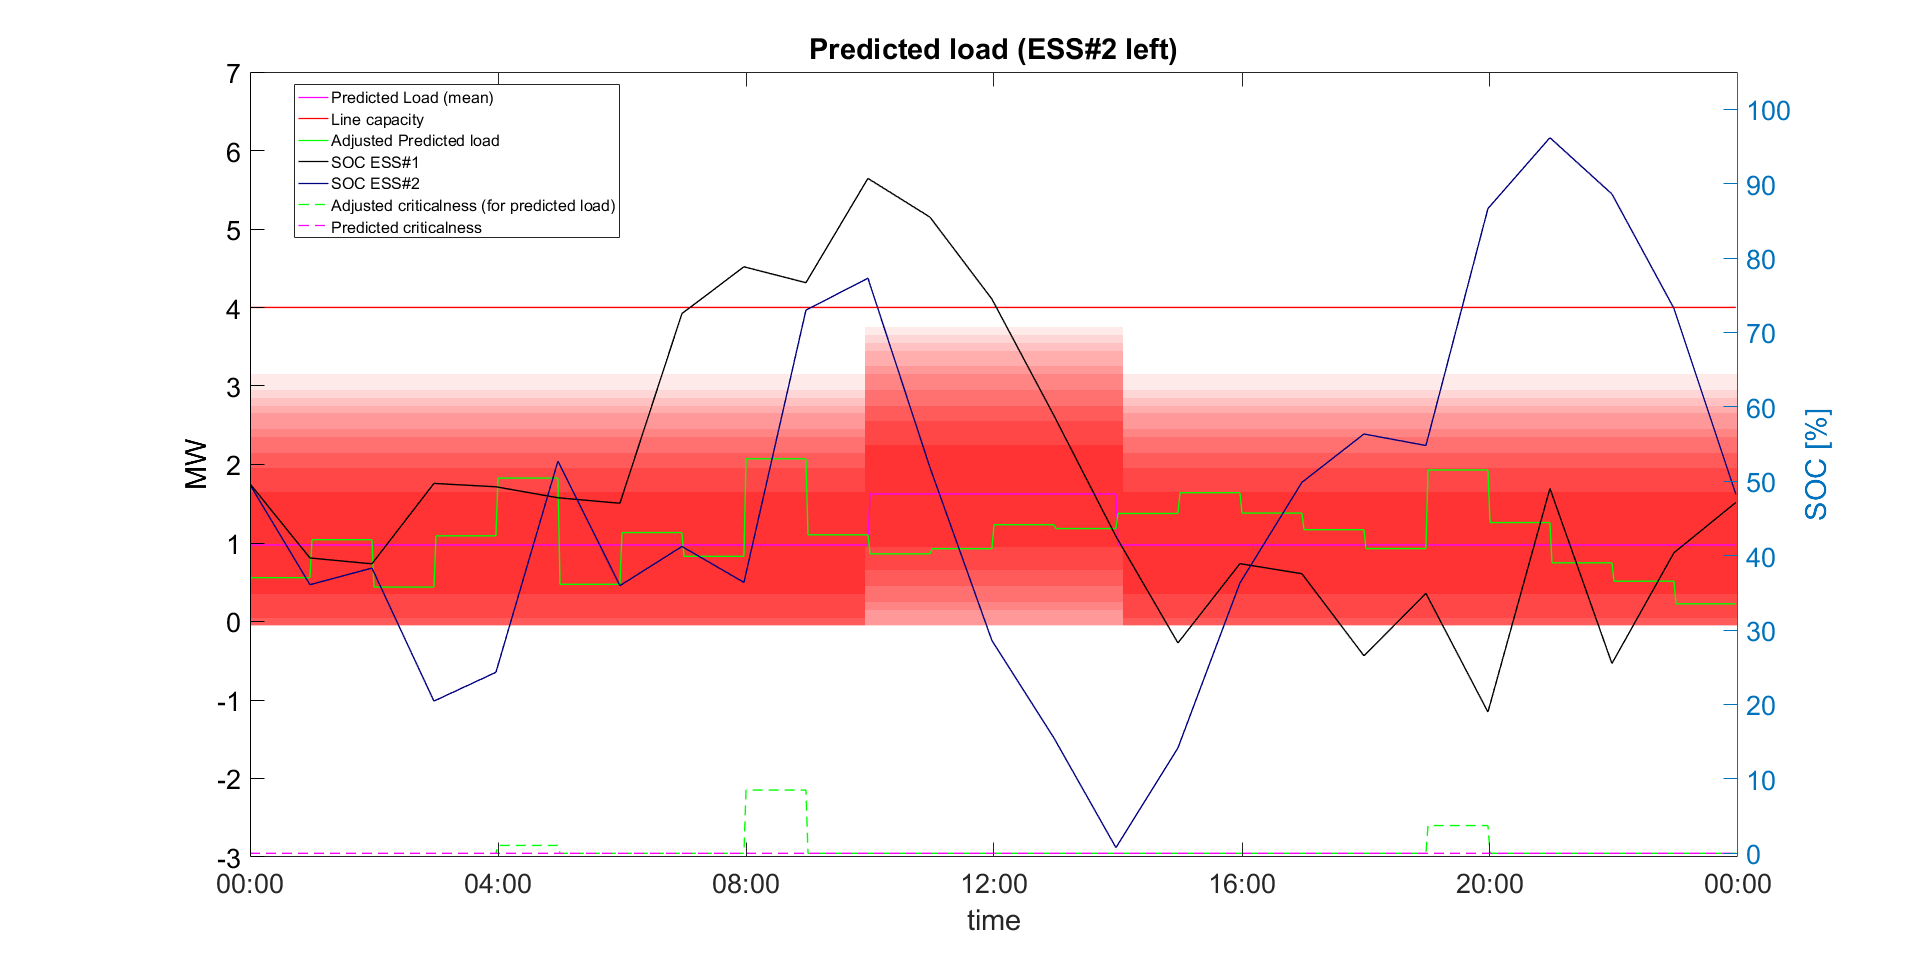 Predicted load (ESS#2 left)
Predicted Load (mean)
Line capacity
Adjusted Predicted load
SOC ESS#1
SOC ESS#2
Adjusted criticalness (for predicted load)
Predicted criticalness
7
6
5
4
3
2
1
0
-1
-2
-3
MW
100
90
80
70
60
50
40
30
20
10
0
SOC [%]
00:00 04:00 08:00 12:00 16:00 20:00 00:00
time